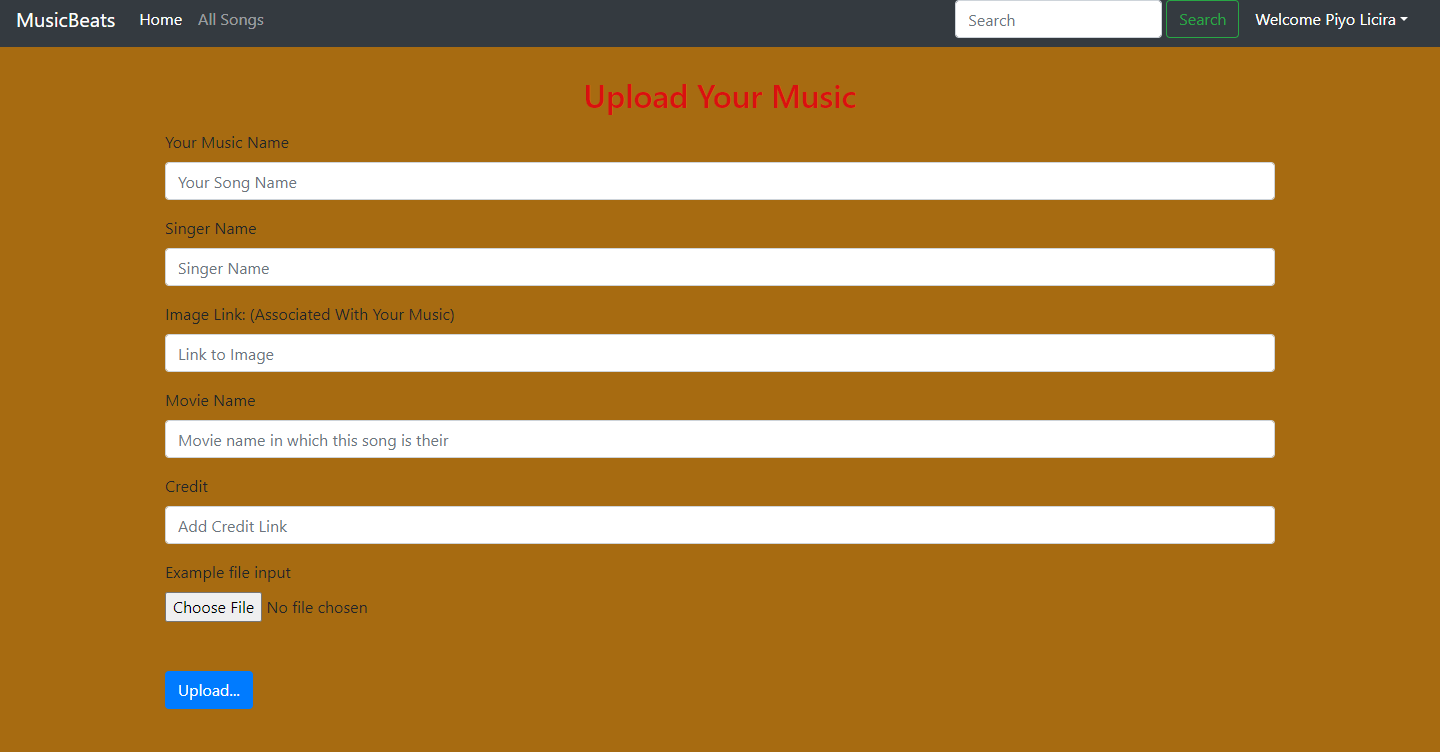 MusicBeats Home All Songs Search Search Welcome Piyo Licira
Upload Your Music
Your Music Name
Your Song Name
Singer Name
Singer Name
Image Link: (Associated With Your Music)
Link to Image
Movie Name
Movie name in which this song is their
Credit
Add Credit Link
Example file input
Choose File No file chosen
Upload...